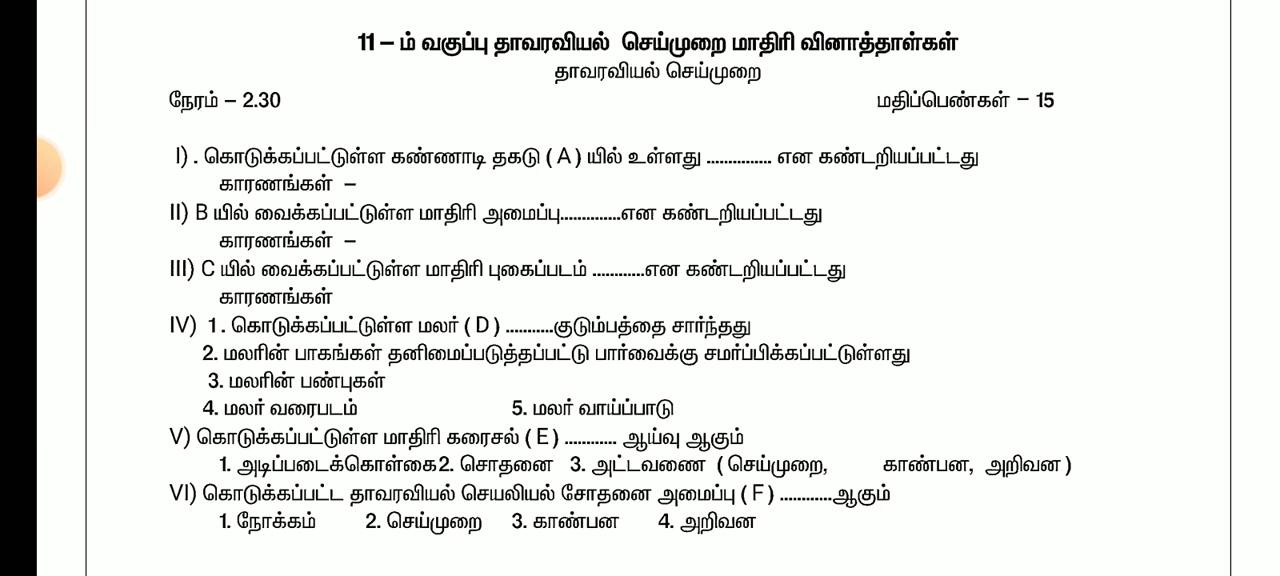 11 – ம் வகுப்பு தாவரவியல் செய்முறை மாதிரி வினாத்தாள்கள்
தாவரவியல் செய்முறை
நேரம் – 2.30 மதிப்பெண்கள் – 15
I) . கொடுக்கப்பட்டுள்ள கண்ணாடி தகடு ( A ) யில் உள்ளது ............... என கண்டறியப்பட்டது
காரணங்கள் –
II) B யில் வைக்கப்பட்டுள்ள மாதிரி அமைப்பு..............என கண்டறியப்பட்டது
காரணங்கள் –
III) C யில் வைக்கப்பட்டுள்ள மாதிரி புகைப்படம் ............என கண்டறியப்பட்டது
காரணங்கள்
IV) 1. கொடுக்கப்பட்டுள்ள மலர் ( D ) ...........குடும்பத்தை சார்ந்தது
2. மலரின் பாகங்கள் தனிமைப்படுத்தப்பட்டு பார்வைக்கு சமர்ப்பிக்கப்பட்டுள்ளது
3. மலரின் பண்புகள்
4. மலர் வரைபடம் 5. மலர் வாய்ப்பாடு
V) கொடுக்கப்பட்டுள்ள மாதிரி கரைசல் ( E ) ............ ஆய்வு ஆகும்
1. அடிப்படைக்கொள்கை 2. சொதனை 3. அட்டவணை ( செய்முறை, காண்பன, அறிவன )
VI) கொடுக்கப்பட்ட தாவரவியல் செயலியல் சோதனை அமைப்பு ( F ) ............ஆகும்
1. நோக்கம் 2. செய்முறை 3. காண்பன 4. அறிவன